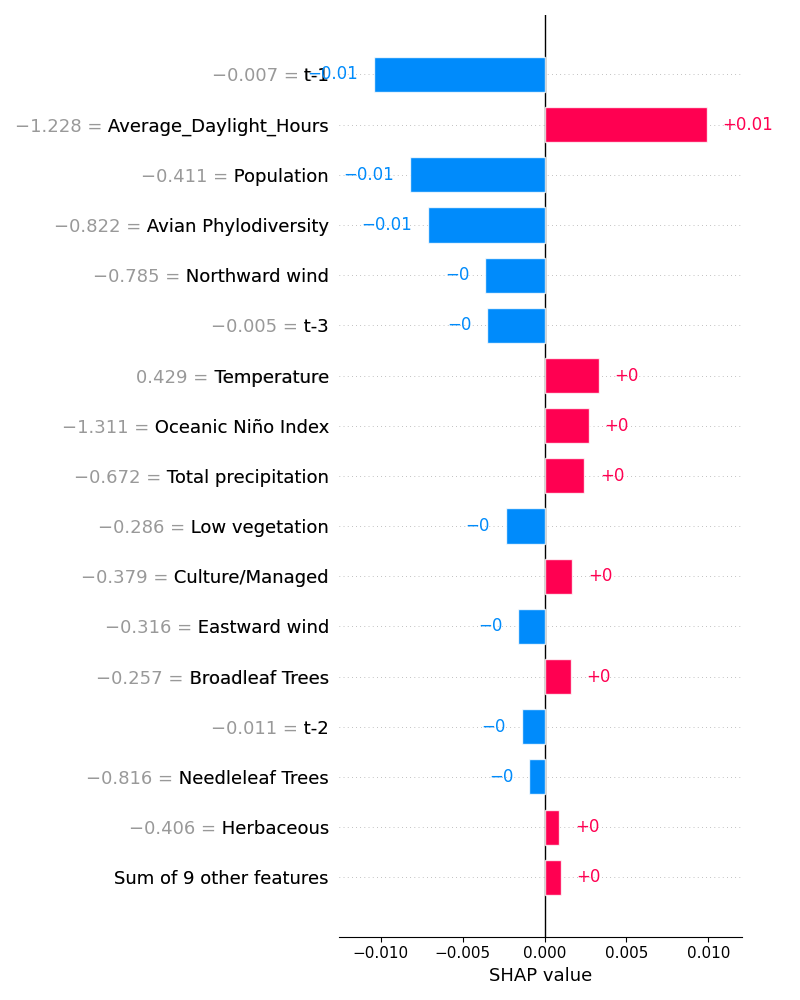 −0.007 = t-1 −0.01
−1.228 = Average_Daylight_Hours +0.01
−0.411 = Population −0.01
−0.822 = Avian Phylodiversity −0.01
−0.785 = Northward wind −0
−0.005 = t-3 −0
0.429 = Temperature +0
−1.311 = Oceanic Niño Index +0
−0.672 = Total precipitation +0
−0.286 = Low vegetation −0
−0.379 = Culture/Managed +0
−0.316 = Eastward wind −0
−0.257 = Broadleaf Trees +0
−0.011 = t-2 −0
−0.816 = Needleleaf Trees −0
−0.406 = Herbaceous +0
Sum of 9 other features +0
−0.010 −0.005 0.000 0.005 0.010
SHAP value